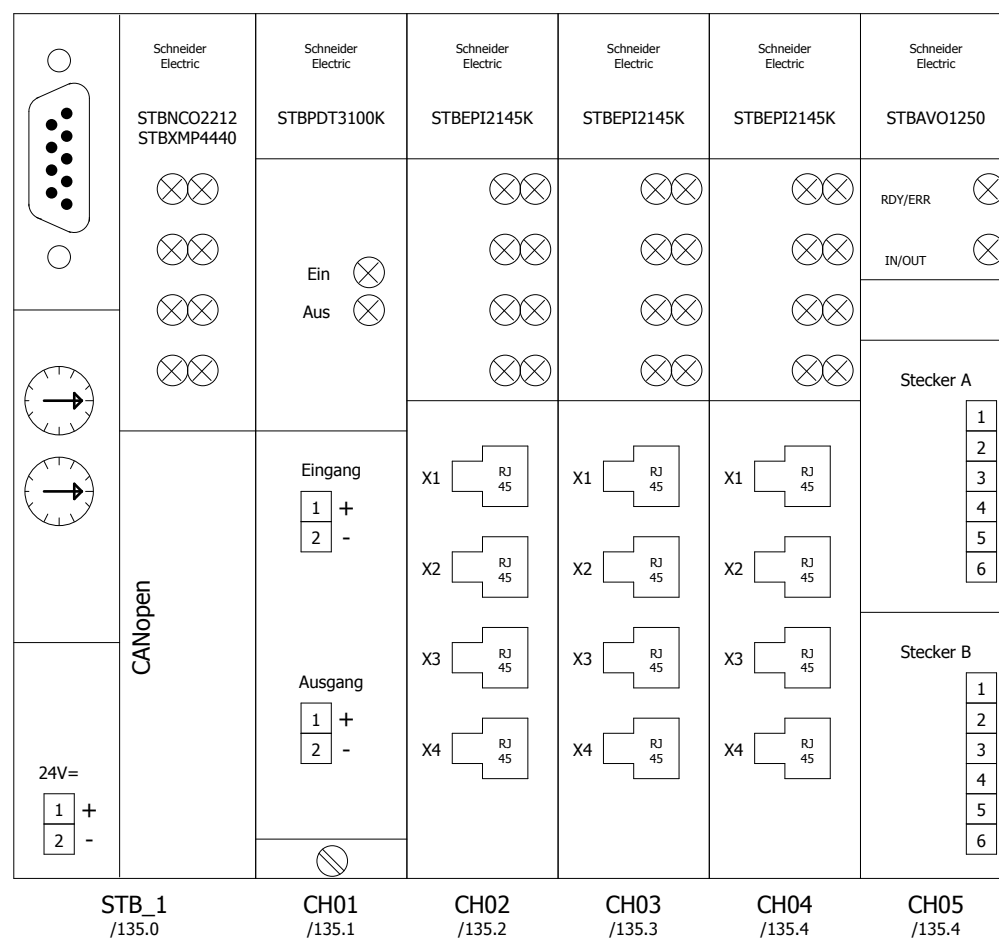 Schneider
Electric
STBNCO2212
STBXMP4440
CANopen
24V=
1 +
2 -
STB_1
/135.0
Schneider
Electric
STBPDT3100K
Ein
Aus
Eingang
1 +
2 -
Ausgang
1 +
2 -
CH01
/135.1
Schneider
Electric
STBEPI2145K
X1
RJ
45
X2
RJ
45
X3
RJ
45
X4
RJ
45
CH02
/135.2
Schneider
Electric
STBEPI2145K
X1
RJ
45
X2
RJ
45
X3
RJ
45
X4
RJ
45
CH03
/135.3
Schneider
Electric
STBEPI2145K
X1
RJ
45
X2
RJ
45
X3
RJ
45
X4
RJ
45
CH04
/135.4
Schneider
Electric
STBAVO1250
RDY/ERR
IN/OUT
Stecker A
1
2
3
4
5
6
Stecker B
1
2
3
4
5
6
CH05
/135.4